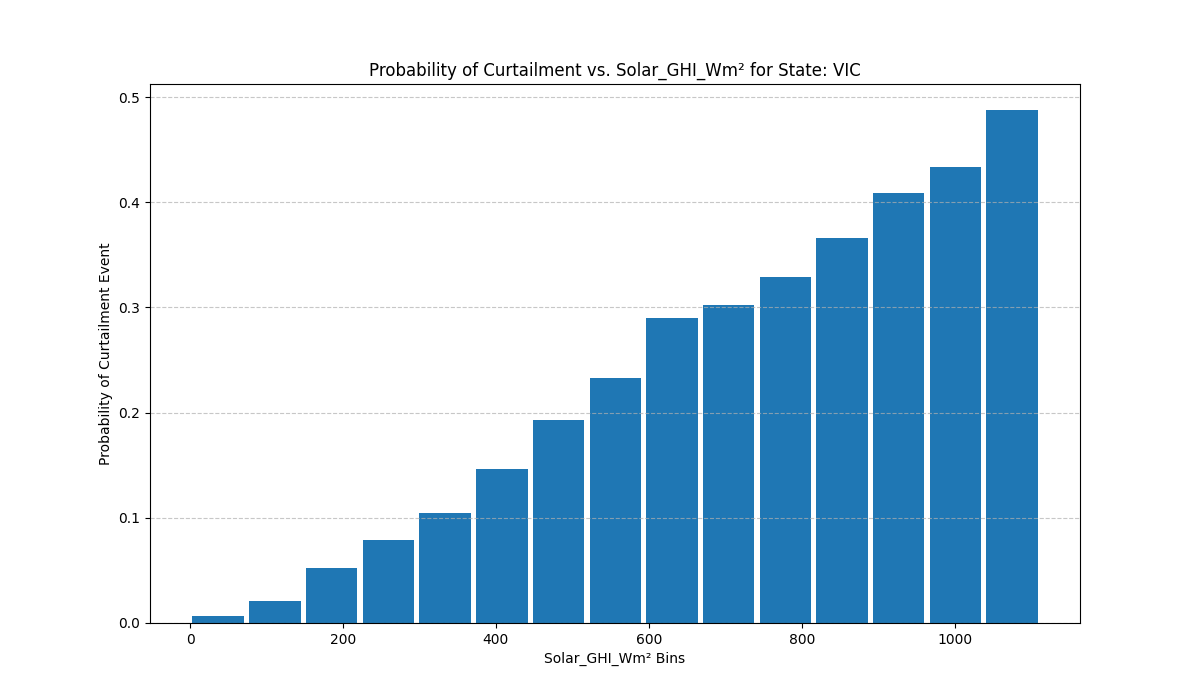 Probability of Curtailment vs. Solar_GHI_Wm² for State: VIC
Probability of Curtailment Event
0.5
0.4
0.3
0.2
0.1
0.0
0 200 400 600 800 1000
Solar_GHI_Wm² Bins